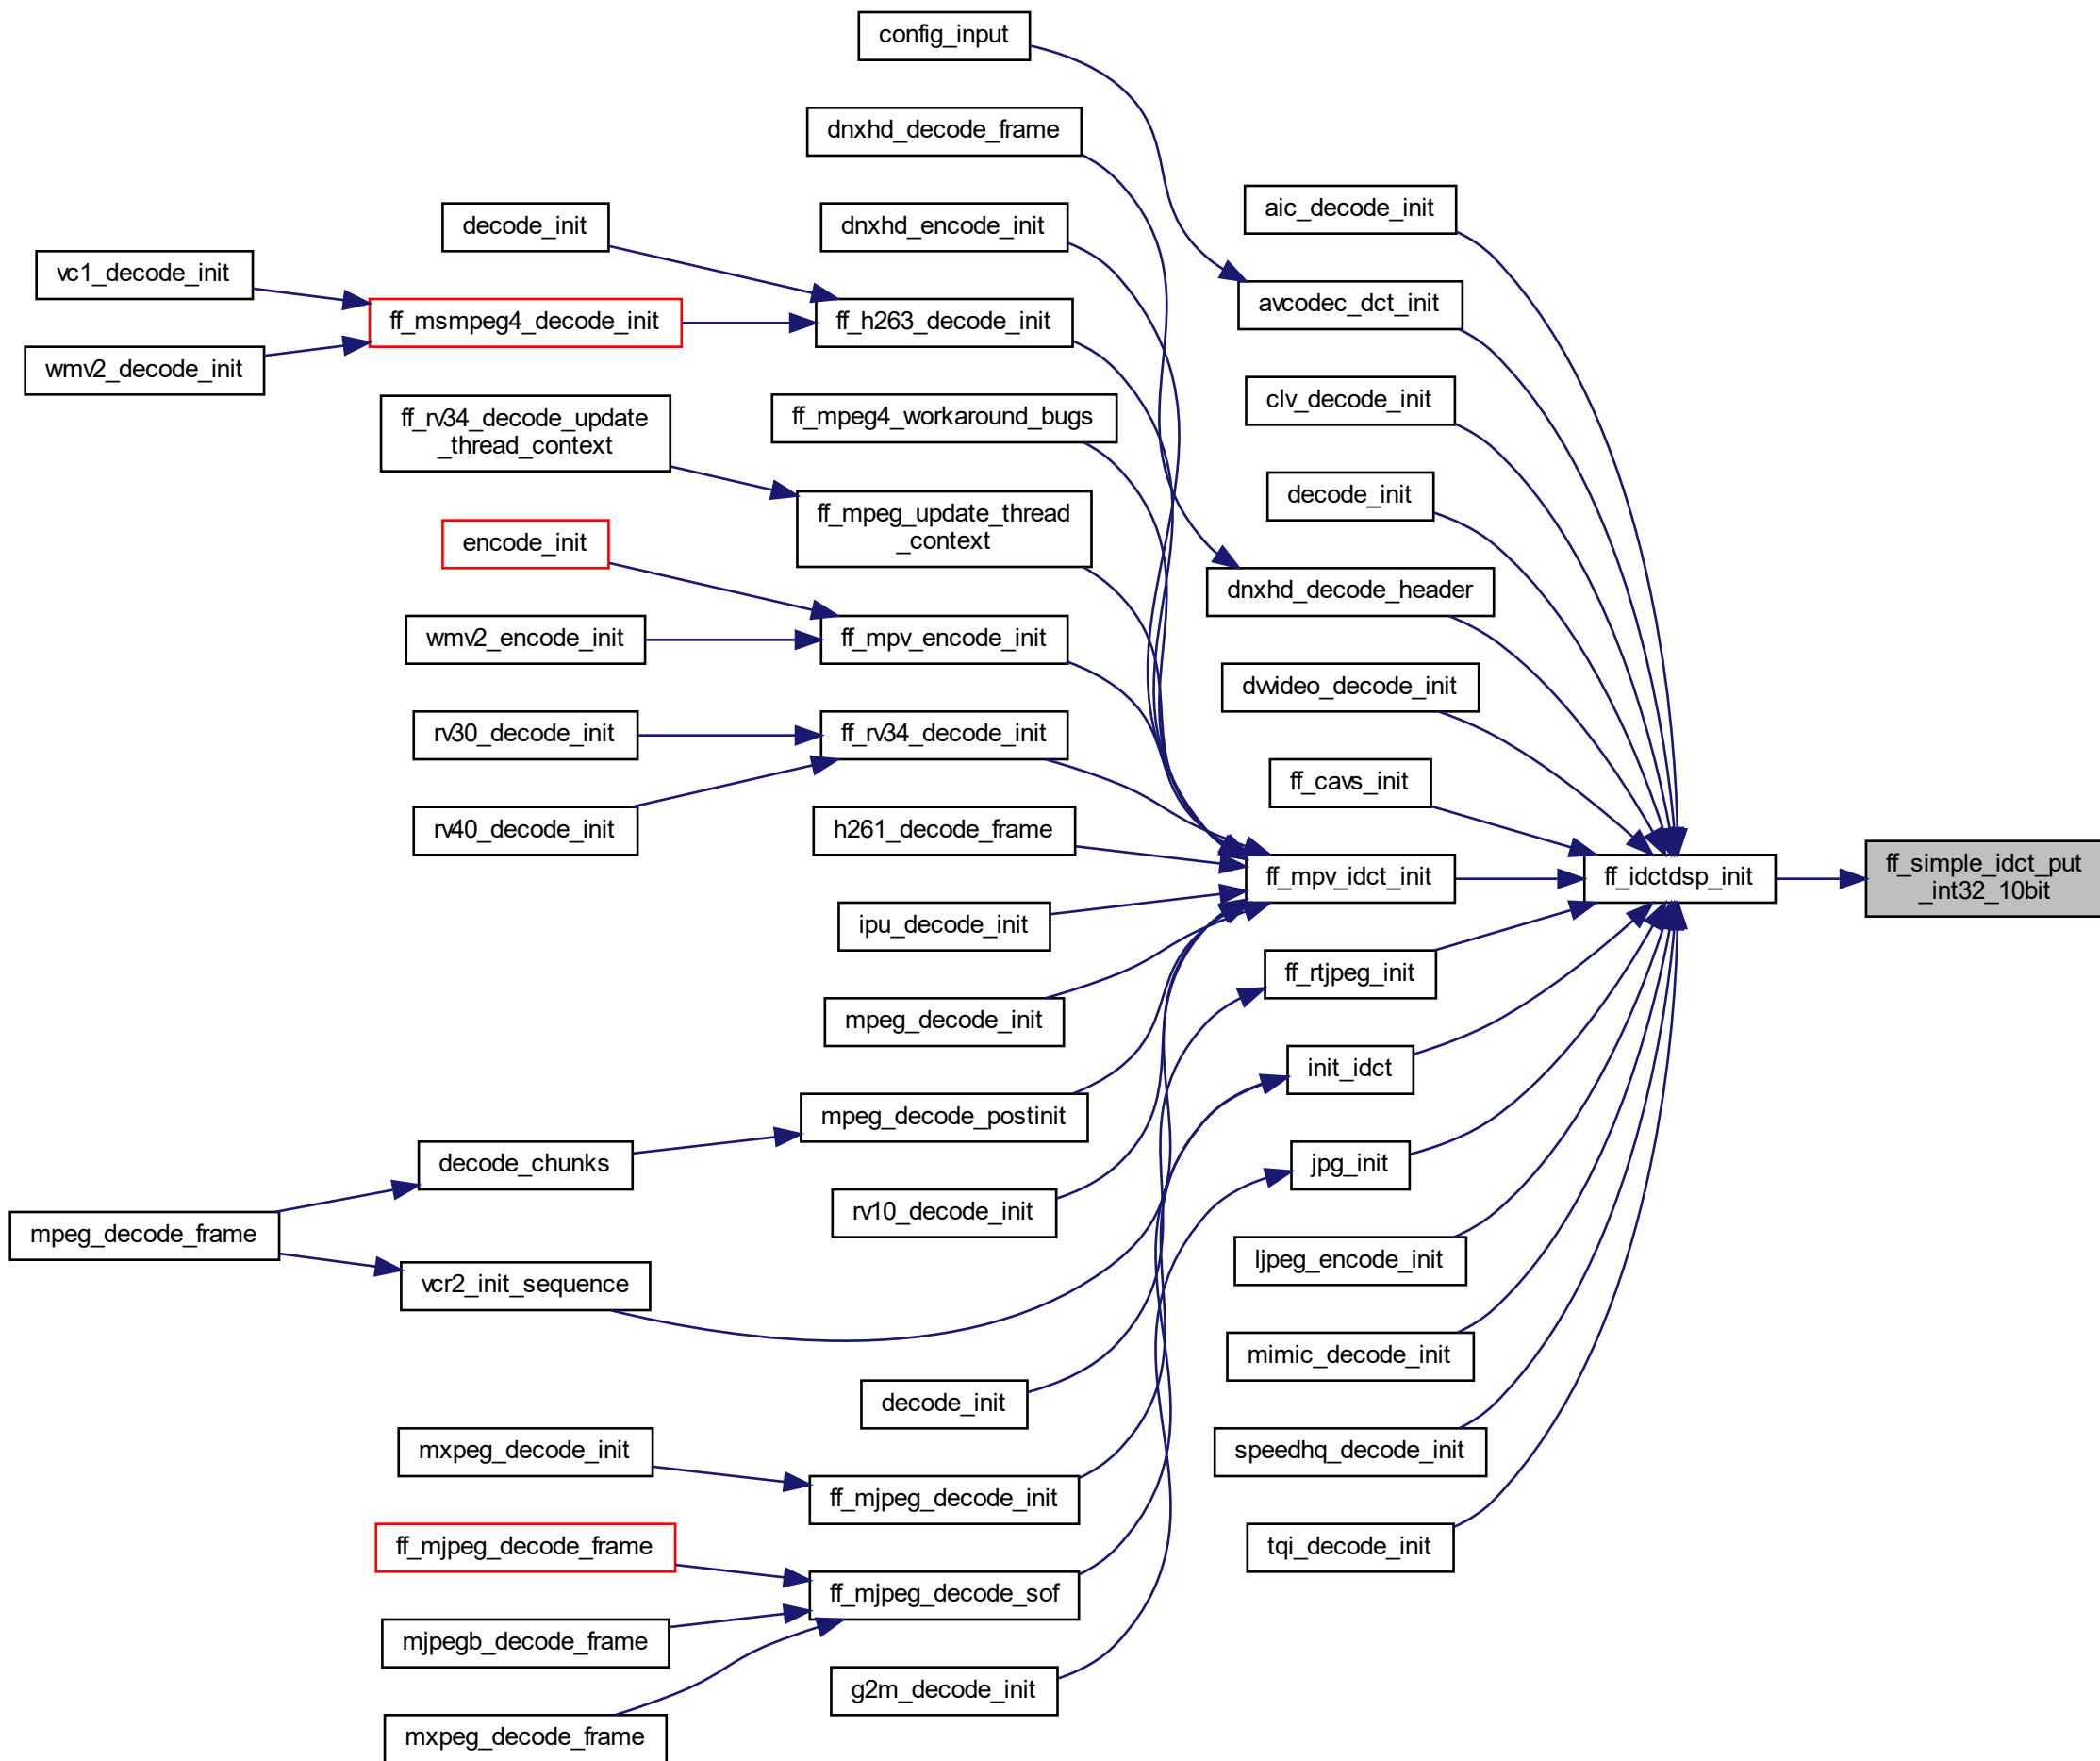 config_input
dnxhd_decode_frame
aic_decode_init
decode_init
dnxhd_encode_init
vc1_decode_init
avcodec_dct_init
ff_msmpeg4_decode_init
ff_h263_decode_init
wmv2_decode_init
clv_decode_init
ff_rv34_decode_update
_thread_context
ff_mpeg4_workaround_bugs
decode_init
ff_mpeg_update_thread
_context
encode_init
dnxhd_decode_header
wmv2_encode_init
ff_mpv_encode_init
dvvideo_decode_init
rv30_decode_init
ff_rv34_decode_init
ff_cavs_init
rv40_decode_init
h261_decode_frame
ff_mpv_idct_init
ff_idctdsp_init
ff_simple_idct_put
_int32_10bit
ipu_decode_init
ff_rtjpeg_init
mpeg_decode_init
init_idct
mpeg_decode_postinit
decode_chunks
jpg_init
mpeg_decode_frame
rv10_decode_init
vcr2_init_sequence
ljpeg_encode_init
mimic_decode_init
decode_init
mxpeg_decode_init
speedhq_decode_init
ff_mjpeg_decode_init
ff_mjpeg_decode_frame
tqi_decode_init
ff_mjpeg_decode_sof
mjpegb_decode_frame
g2m_decode_init
mxpeg_decode_frame